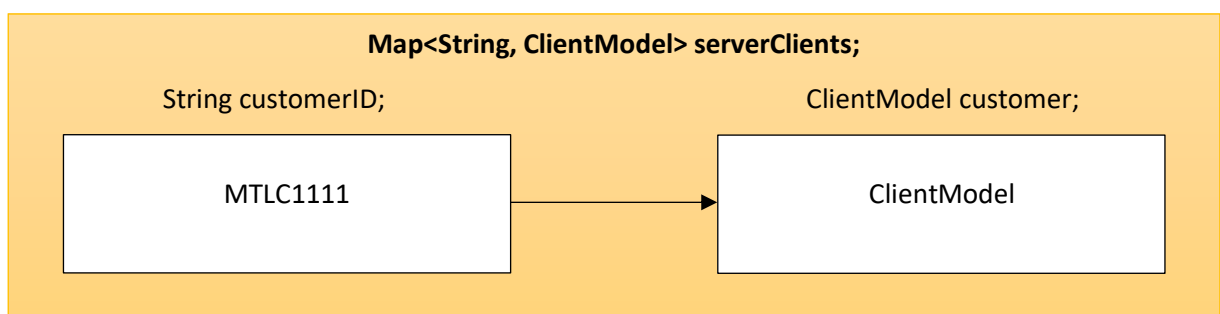 Map<String, ClientModel> serverClients;
String customerID;
ClientModel customer;
MTLC1111
ClientModel